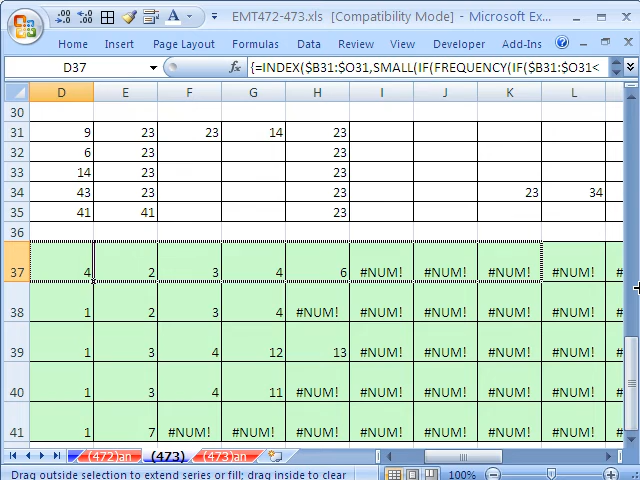 EMT472-473.xls [Compatibility Mode] - Microsoft Ex...
Home Insert Page Layout Formulas Data Review View Developer Add-Ins
D37 fx {=INDEX($B31:$O31,SMALL(IF(FREQUENCY(IF($B31:$O31<
D E F G H I J K L
30
31 9 23 23 14 23
32 6 23 23
33 14 23 23
34 43 23 23 23 34
35 41 41 23
36
37 4 2 3 4 6 #NUM! #NUM! #NUM! #NUM! #
38 1 2 3 4 #NUM! #NUM! #NUM! #NUM! #NUM! #
39 1 3 4 12 13 #NUM! #NUM! #NUM! #NUM! #
40 1 3 4 11 #NUM! #NUM! #NUM! #NUM! #NUM! #
41 1 7 #NUM! #NUM! #NUM! #NUM! #NUM! #NUM! #NUM! #
(472)an (473) (473)an
Drag outside selection to extend series or fill; drag inside to clear 100%